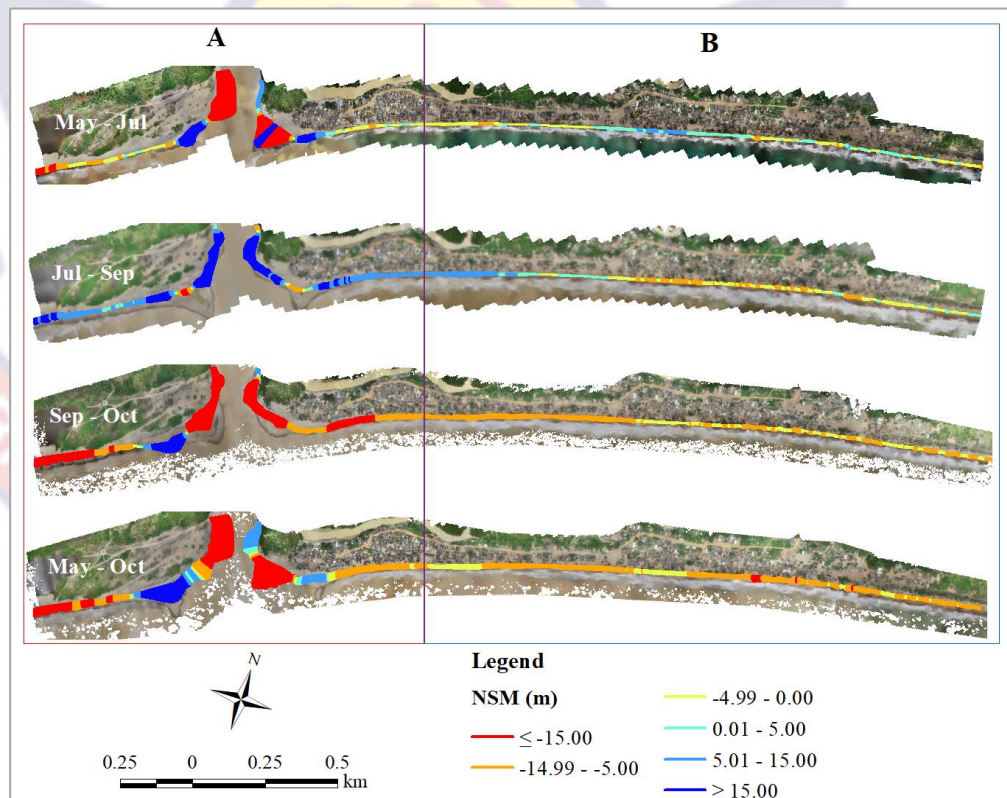 A
B
May - Jul
Jul - Sep
Sep - Oct
May - Oct
N
0.25 0 0.25 0.5
km
Legend
NSM (m)
≤ -15.00
-14.99 - -5.00
-4.99 - 0.00
0.01 - 5.00
5.01 - 15.00
> 15.00